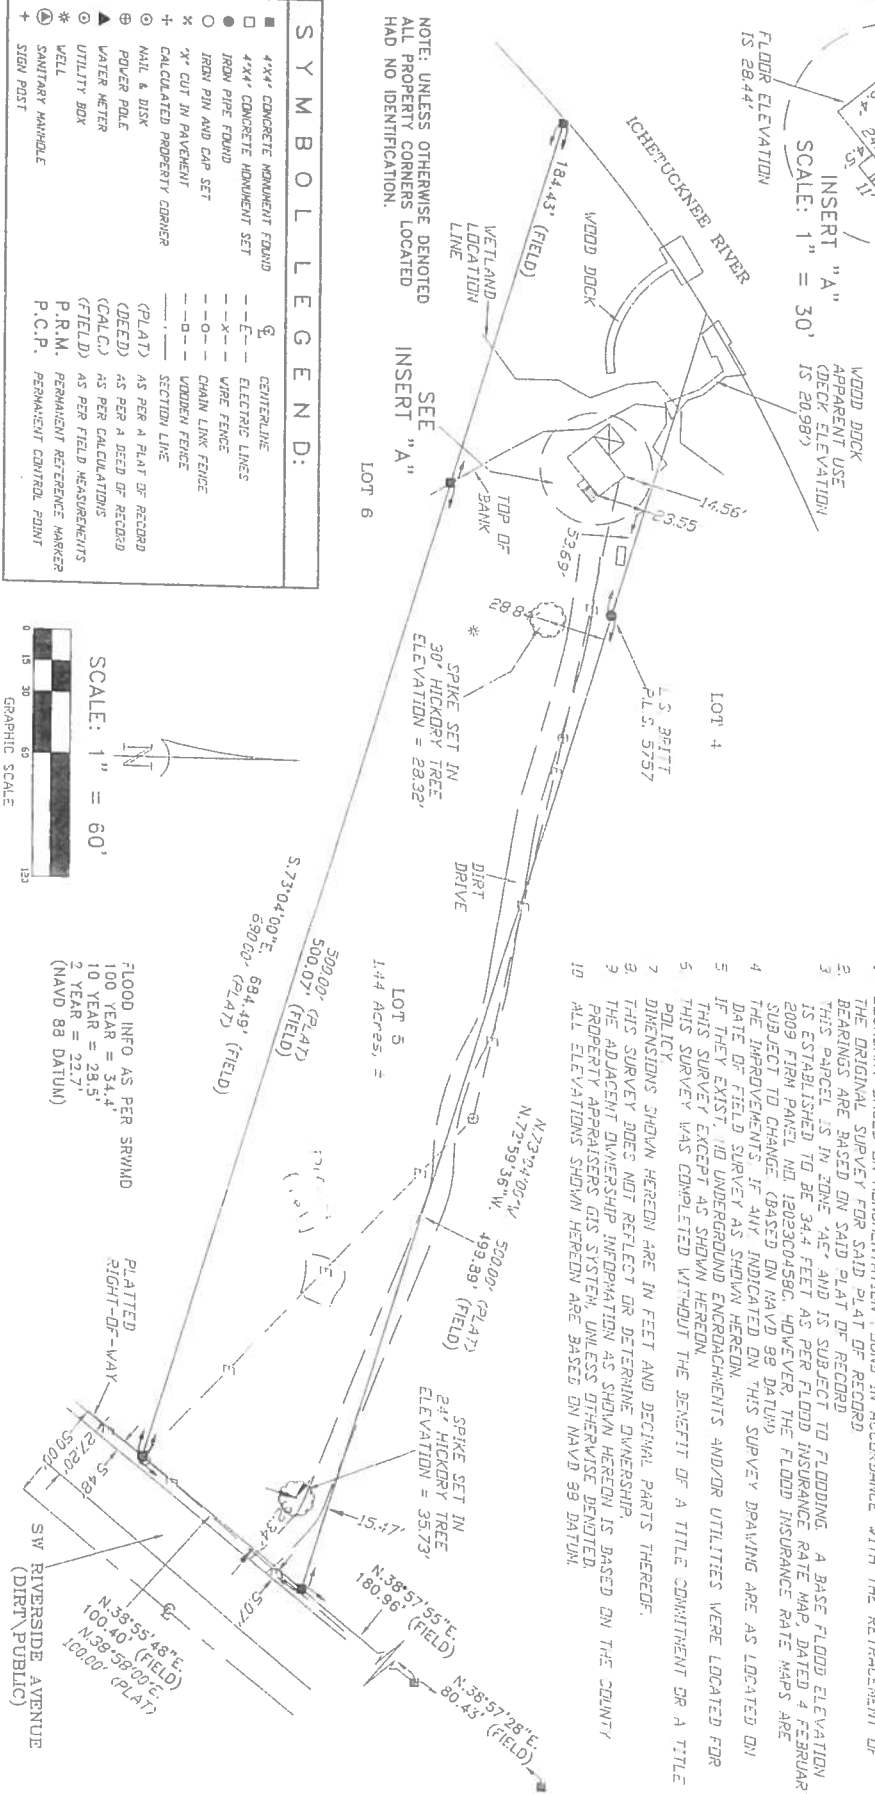 FLOOR ELEVATION
IS 28.44'
INSERT "A"
SCALE: 1" = 30'
WOOD DOCK
APPARENT USE
(DECK ELEVATION
IS 20.98')
ICHETUCKNEE RIVER
WOOD DOCK
184.43' (FIELD)
WETLAND
LOCATION
LINE
NOTE: UNLESS OTHERWISE DENOTED
ALL PROPERTY CORNERS LOCATED
HAD NO IDENTIFICATION.
SEE
INSERT "A"
TOP OF
BANK
LOT 6
14.56'
23.55
53.69'
28.84
L S BRITT
P.L.S. 5757
LOT 4
SPIKE SET IN
30" HICKORY TREE
ELEVATION = 28.32'
DIRT
DRIVE
SYMBOL LEGEND:
4"X4" CONCRETE MONUMENT FOUND
4"X4" CONCRETE MONUMENT SET
IRON PIPE FOUND
IRON PIN AND CAP SET
"X" CUT IN PAVEMENT
CALCULATED PROPERTY CORNER
NAIL & DISK
POWER POLE
WATER METER
UTILITY BOX
WELL
SANITARY MANHOLE
SIGN POST
CENTERLINE
--E-- ELECTRIC LINES
--x-- WIRE FENCE
--o-- CHAIN LINK FENCE
WOODEN FENCE
SECTION LINE
(PLAT) AS PER A PLAT OF RECORD
(DEED) AS PER A DEED OF RECORD
(CALC.) AS PER CALCULATIONS
(FIELD) AS PER FIELD MEASUREMENTS
P.R.M. PERMANENT REFERENCE MARKER
P.C.P. PERMANENT CONTROL POINT
SCALE: 1" = 60'
0 15 30 60 120
GRAPHIC SCALE
N
THE ORIGINAL SURVEY FOR SAID PLAT OF RECORD
2. BEARINGS ARE BASED ON SAID PLAT OF RECORD
3. THIS PARCEL IS IN ZONE "AE" AND IS SUBJECT TO FLOODING. A BASE FLOOD ELEVATION
IS ESTABLISHED TO BE 34.4 FEET AS PER FLOOD INSURANCE RATE MAP, DATED 4 FEBRUAR
2009 FIRM PANEL NO. 12023C0458C. HOWEVER, THE FLOOD INSURANCE RATE MAPS ARE
SUBJECT TO CHANGE. (BASED ON NAVD 88 DATUM)
4 THE IMPROVEMENTS, IF ANY, INDICATED ON THIS SURVEY DRAWING ARE AS LOCATED ON
DATE OF FIELD SURVEY AS SHOWN HEREON.
5 IF THEY EXIST, NO UNDERGROUND ENCROACHMENTS AND/OR UTILITIES WERE LOCATED FOR
THIS SURVEY EXCEPT AS SHOWN HEREON.
6. THIS SURVEY WAS COMPLETED WITHOUT THE BENEFIT OF A TITLE COMMITMENT OR A TITLE
POLICY.
7 DIMENSIONS SHOWN HEREON ARE IN FEET AND DECIMAL PARTS THEREOF.
8. THIS SURVEY DOES NOT REFLECT OR DETERMINE OWNERSHIP.
9 THE ADJACENT OWNERSHIP INFORMATION AS SHOWN HEREON IS BASED ON THE COUNTY
PROPERTY APPRAISERS GIS SYSTEM, UNLESS OTHERWISE DENOTED.
10 ALL ELEVATIONS SHOWN HEREON ARE BASED ON NAVD 88 DATUM.
LOT 5
1.44 Acres, ±
500.00' (PLAT)
500.07' (FIELD)
S.73°04'00"E. 684.49' (FIELD)
690.00' (PLAT)
N.73°04'00"W 500.00' (PLAT)
N.72°59'36"W. 499.89' (FIELD)
FLOOD INFO AS PER SRWMD
100 YEAR = 34.4'
10 YEAR = 28.5'
2 YEAR = 22.7'
(NAVD 88 DATUM)
PLATTED
RIGHT-OF-WAY
SPIKE SET IN
24" HICKORY TREE
ELEVATION = 35.73'
15.47'
22.34'
5.07'
5.48'
27.20'
50.00'
N.38°57'55"E.
180.96' (FIELD)
N.38°57'28"E.
80.43' (FIELD)
N.38°55'48"E.
100.40' (FIELD)
N.38°58'00"E.
100.00' (PLAT)
SW RIVERSIDE AVENUE
(DIRT\PUBLIC)